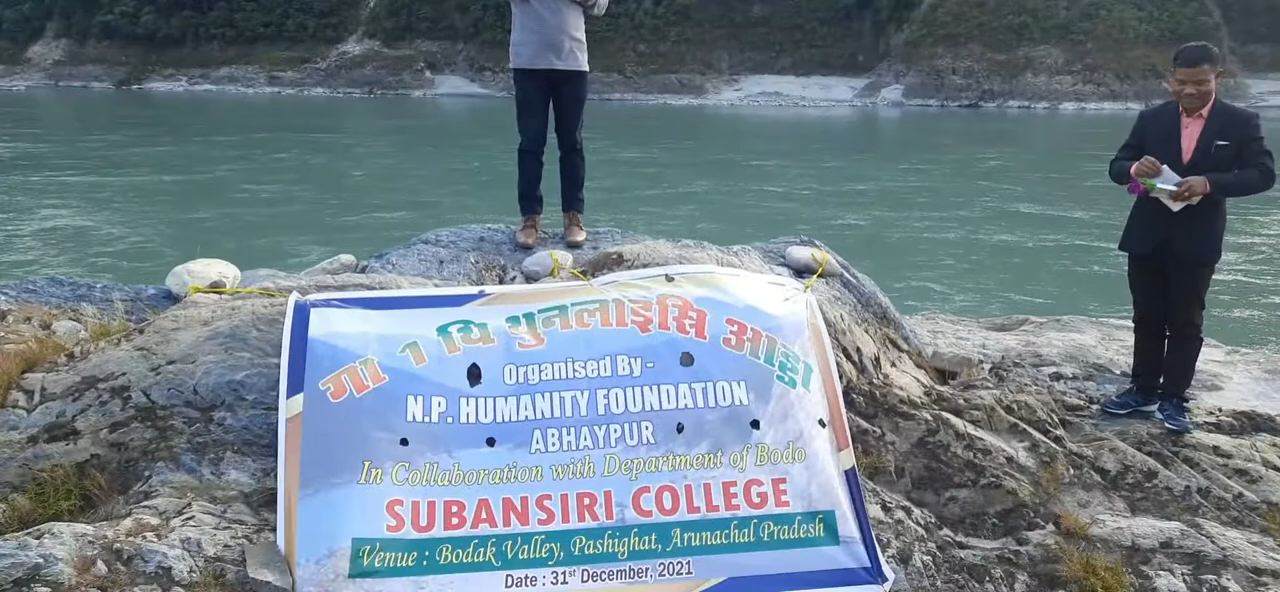 गा 1 थि थुनलाइसि आड्डा
Organised By -
N.P. HUMANITY FOUNDATION
ABHAYPUR
In Collaboration with Department of Bodo
SUBANSIRI COLLEGE
Venue : Bodak Valley, Pashighat, Arunachal Pradesh
Date : 31st December, 2021